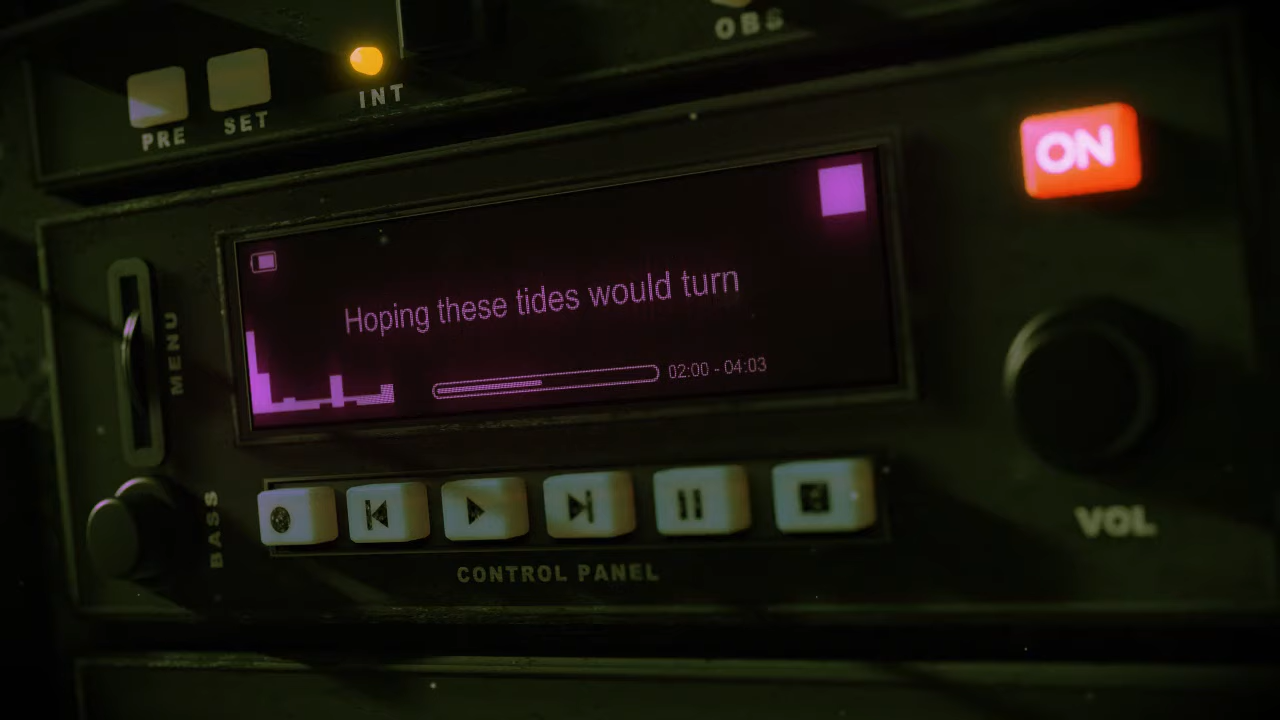 OBS
INT
PRE
SET
ON
Hoping these tides would turn
02:00 - 04:03
MENU
BASS
VOL
CONTROL PANEL